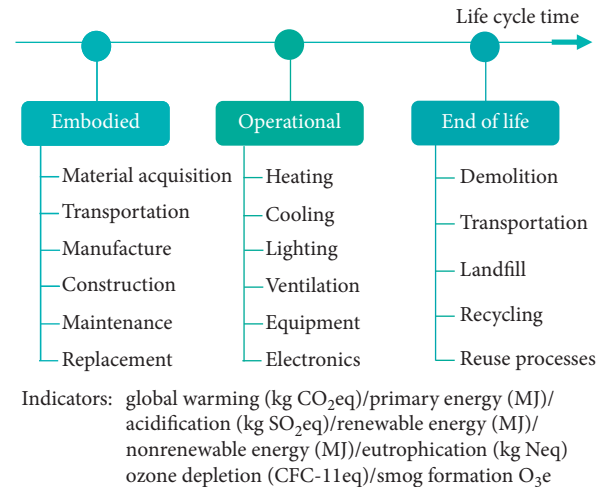 Life cycle time
Embodied
Material acquisition
Transportation
Manufacture
Construction
Maintenance
Replacement
Operational
Heating
Cooling
Lighting
Ventilation
Equipment
Electronics
End of life
Demolition
Transportation
Landfill
Recycling
Reuse processes
Indicators: global warming (kg CO₂eq)/primary energy (MJ)/
acidification (kg SO₂eq)/renewable energy (MJ)/
nonrenewable energy (MJ)/eutrophication (kg Neq)
ozone depletion (CFC-11eq)/smog formation O₃e